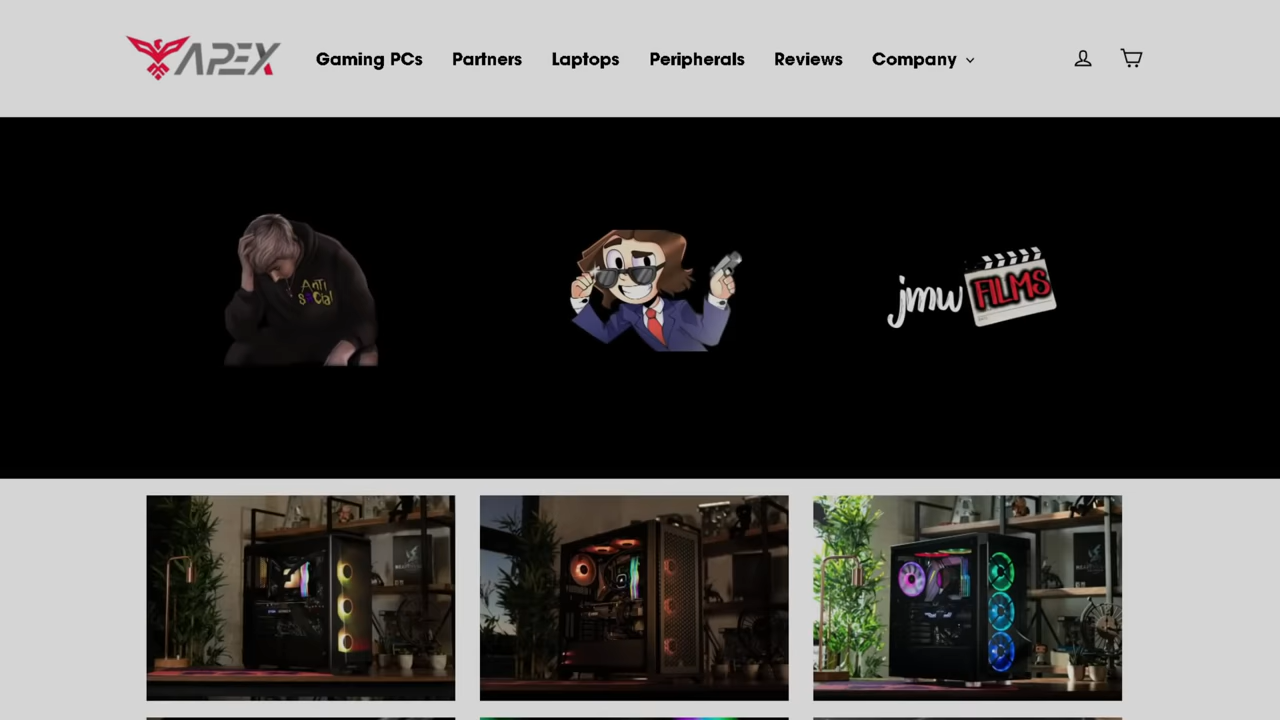 APEX
Gaming PCs
Partners
Laptops
Peripherals
Reviews
Company
AnTi
SOCial
jmw FILMS